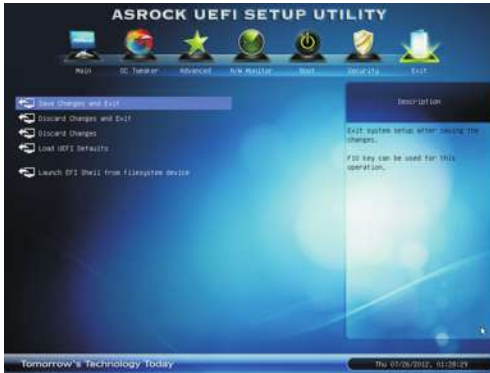 ASROCK UEFI SETUP UTILITY
Main OC Tweaker Advanced H/W Monitor Boot Security Exit
Save Changes and Exit
Discard Changes and Exit
Discard Changes
Load UEFI Defaults
Launch EFI Shell from filesystem device
Description
Exit system setup after saving the
changes.
F10 key can be used for this
operation.
Tomorrow's Technology Today
Thu 07/26/2012, 01:28:29